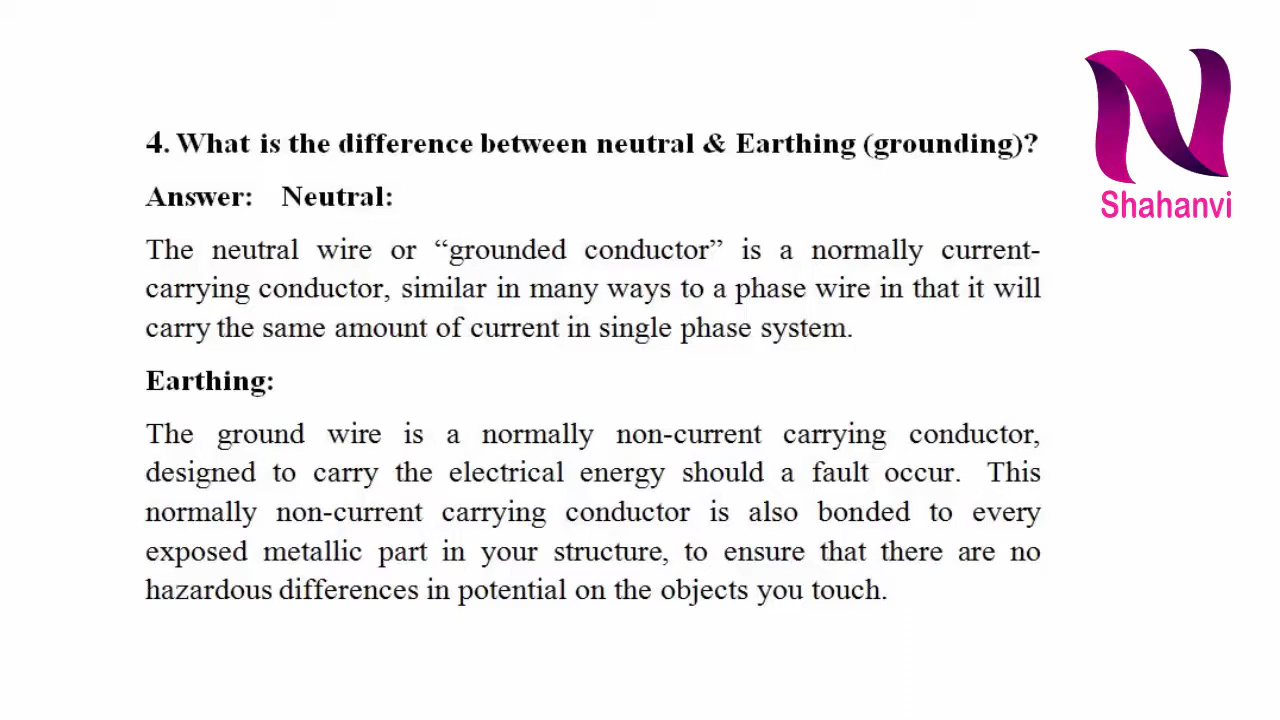 4. What is the difference between neutral & Earthing (grounding)?
Answer: Neutral:
The neutral wire or “grounded conductor” is a normally current-
carrying conductor, similar in many ways to a phase wire in that it will
carry the same amount of current in single phase system.
Earthing:
The ground wire is a normally non-current carrying conductor,
designed to carry the electrical energy should a fault occur. This
normally non-current carrying conductor is also bonded to every
exposed metallic part in your structure, to ensure that there are no
hazardous differences in potential on the objects you touch.
Shahanvi